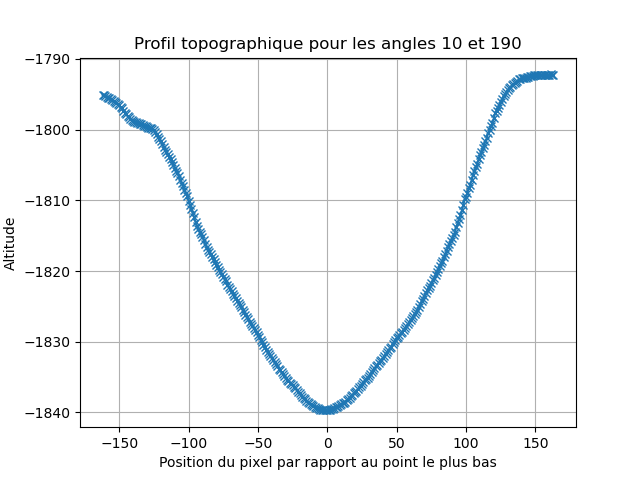 Profil topographique pour les angles 10 et 190
−1790
−1800
−1810
−1820
−1830
−1840
Altitude
−150 −100 −50 0 50 100 150
Position du pixel par rapport au point le plus bas